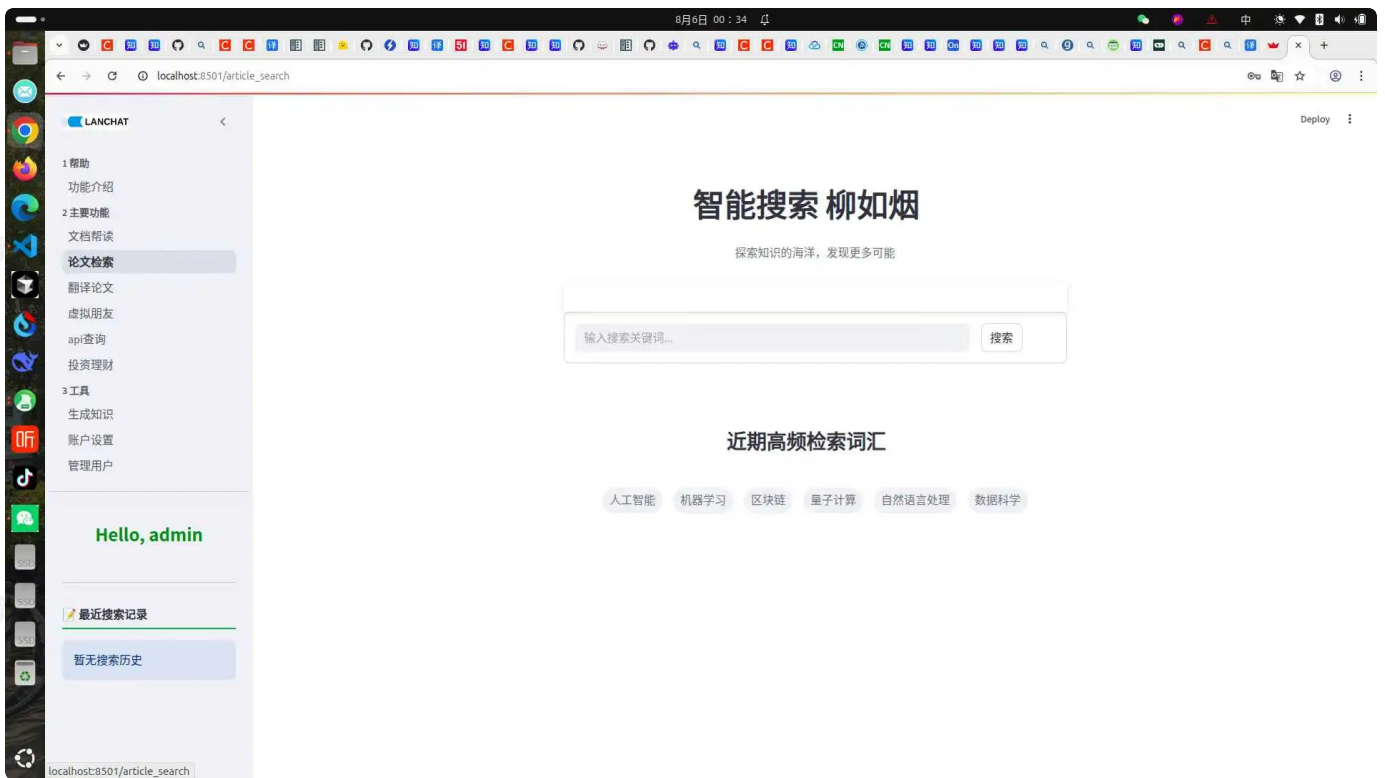 8月6日 00：34
中
localhost:8501/article_search
LANCHAT
Deploy
1 帮助
功能介绍
2 主要功能
文档帮读
论文检索
翻译论文
虚拟朋友
api查询
投资理财
3 工具
生成知识
账户设置
管理用户
Hello, admin
最近搜索记录
暂无搜索历史
智能搜索 柳如烟
探索知识的海洋，发现更多可能
输入搜索关键词...
搜索
近期高频检索词汇
人工智能 机器学习 区块链 量子计算 自然语言处理 数据科学
localhost:8501/article_search